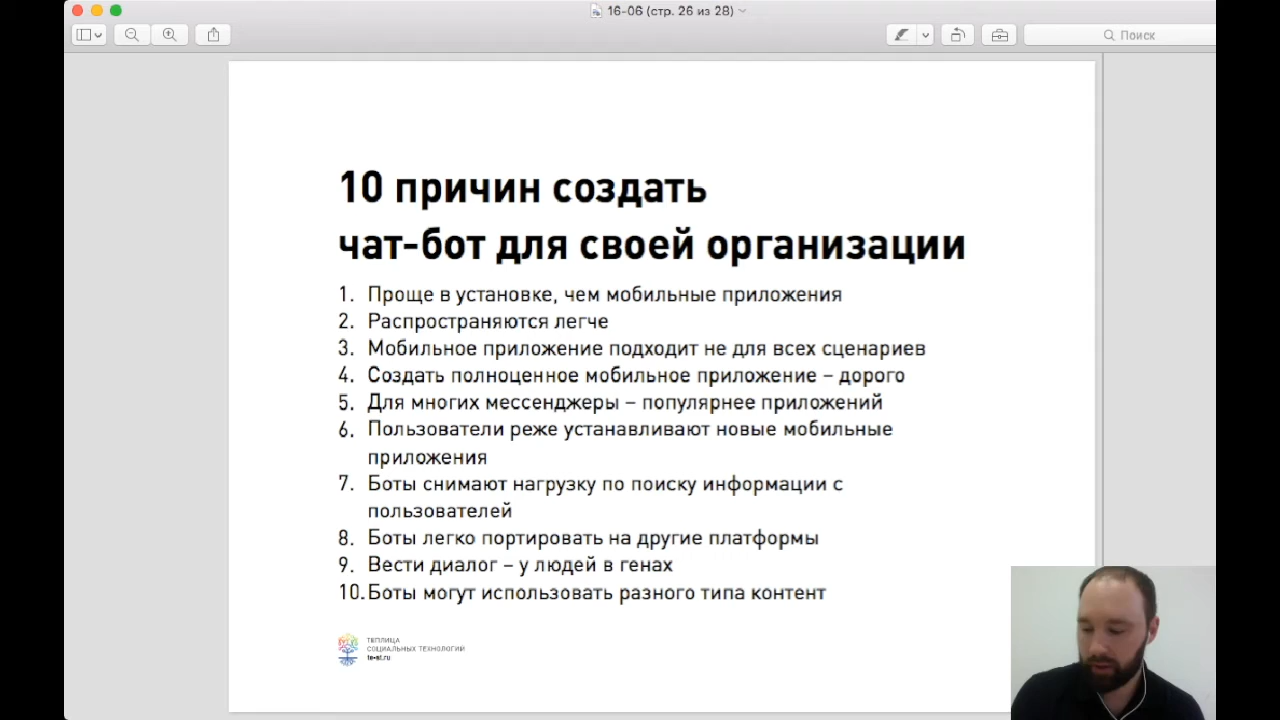 16-06 (стр. 26 из 28)
Поиск
10 причин создать
чат-бот для своей организации
1. Проще в установке, чем мобильные приложения
2. Распространяются легче
3. Мобильное приложение подходит не для всех сценариев
4. Создать полноценное мобильное приложение – дорого
5. Для многих мессенджеры – популярнее приложений
6. Пользователи реже устанавливают новые мобильные
приложения
7. Боты снимают нагрузку по поиску информации с
пользователей
8. Боты легко портировать на другие платформы
9. Вести диалог – у людей в генах
10. Боты могут использовать разного типа контент
ТЕПЛИЦА
СОЦИАЛЬНЫХ ТЕХНОЛОГИЙ
te-st.ru